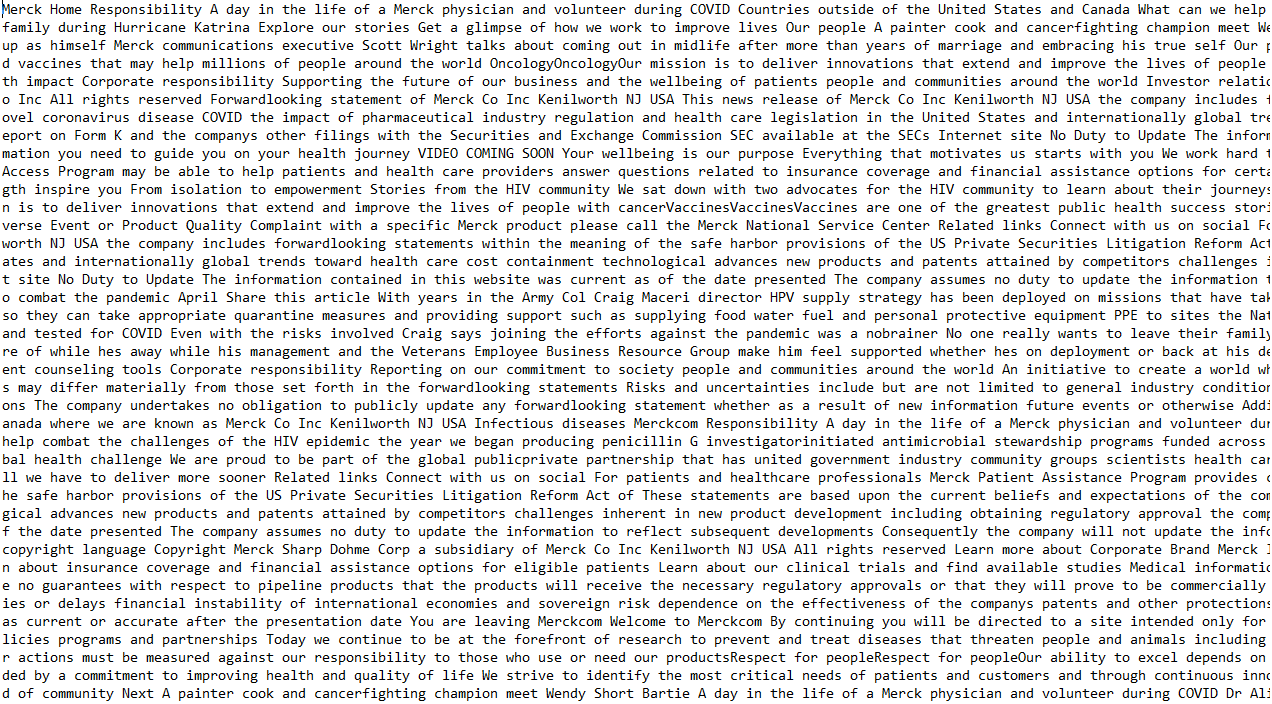 Merck Home Responsibility A day in the life of a Merck physician and volunteer during COVID Countries outside of the United States and Canada What can we help
family during Hurricane Katrina Explore our stories Get a glimpse of how we work to improve lives Our people A painter cook and cancerfighting champion meet We
up as himself Merck communications executive Scott Wright talks about coming out in midlife after more than years of marriage and embracing his true self Our p
d vaccines that may help millions of people around the world OncologyOncologyOur mission is to deliver innovations that extend and improve the lives of people
th impact Corporate responsibility Supporting the future of our business and the wellbeing of patients people and communities around the world Investor relatio
o Inc All rights reserved Forwardlooking statement of Merck Co Inc Kenilworth NJ USA This news release of Merck Co Inc Kenilworth NJ USA the company includes f
ovel coronavirus disease COVID the impact of pharmaceutical industry regulation and health care legislation in the United States and internationally global tre
eport on Form K and the companys other filings with the Securities and Exchange Commission SEC available at the SECs Internet site No Duty to Update The inform
mation you need to guide you on your health journey VIDEO COMING SOON Your wellbeing is our purpose Everything that motivates us starts with you We work hard t
Access Program may be able to help patients and health care providers answer questions related to insurance coverage and financial assistance options for certa
gth inspire you From isolation to empowerment Stories from the HIV community We sat down with two advocates for the HIV community to learn about their journeys
n is to deliver innovations that extend and improve the lives of people with cancerVaccinesVaccinesVaccines are one of the greatest public health success stori
verse Event or Product Quality Complaint with a specific Merck product please call the Merck National Service Center Related links Connect with us on social Fo
worth NJ USA the company includes forwardlooking statements within the meaning of the safe harbor provisions of the US Private Securities Litigation Reform Act
ates and internationally global trends toward health care cost containment technological advances new products and patents attained by competitors challenges i
t site No Duty to Update The information contained in this website was current as of the date presented The company assumes no duty to update the information t
o combat the pandemic April Share this article With years in the Army Col Craig Maceri director HPV supply strategy has been deployed on missions that have tak
so they can take appropriate quarantine measures and providing support such as supplying food water fuel and personal protective equipment PPE to sites the Nat
and tested for COVID Even with the risks involved Craig says joining the efforts against the pandemic was a nobrainer No one really wants to leave their family
re of while hes away while his management and the Veterans Employee Business Resource Group make him feel supported whether hes on deployment or back at his de
ent counseling tools Corporate responsibility Reporting on our commitment to society people and communities around the world An initiative to create a world wh
s may differ materially from those set forth in the forwardlooking statements Risks and uncertainties include but are not limited to general industry condition
ons The company undertakes no obligation to publicly update any forwardlooking statement whether as a result of new information future events or otherwise Addi
anada where we are known as Merck Co Inc Kenilworth NJ USA Infectious diseases Merckcom Responsibility A day in the life of a Merck physician and volunteer dur
help combat the challenges of the HIV epidemic the year we began producing penicillin G investigatorinitiated antimicrobial stewardship programs funded across
bal health challenge We are proud to be part of the global publicprivate partnership that has united government industry community groups scientists health car
ll we have to deliver more sooner Related links Connect with us on social For patients and healthcare professionals Merck Patient Assistance Program provides c
he safe harbor provisions of the US Private Securities Litigation Reform Act of These statements are based upon the current beliefs and expectations of the com
gical advances new products and patents attained by competitors challenges inherent in new product development including obtaining regulatory approval the comp
f the date presented The company assumes no duty to update the information to reflect subsequent developments Consequently the company will not update the info
copyright language Copyright Merck Sharp Dohme Corp a subsidiary of Merck Co Inc Kenilworth NJ USA All rights reserved Learn more about Corporate Brand Merck I
n about insurance coverage and financial assistance options for eligible patients Learn about our clinical trials and find available studies Medical informatio
e no guarantees with respect to pipeline products that the products will receive the necessary regulatory approvals or that they will prove to be commercially
ies or delays financial instability of international economies and sovereign risk dependence on the effectiveness of the companys patents and other protections
as current or accurate after the presentation date You are leaving Merckcom Welcome to Merckcom By continuing you will be directed to a site intended only for
licies programs and partnerships Today we continue to be at the forefront of research to prevent and treat diseases that threaten people and animals including
r actions must be measured against our responsibility to those who use or need our productsRespect for peopleRespect for peopleOur ability to excel depends on
ded by a commitment to improving health and quality of life We strive to identify the most critical needs of patients and customers and through continuous inno
d of community Next A painter cook and cancerfighting champion meet Wendy Short Bartie A day in the life of a Merck physician and volunteer during COVID Dr Ali